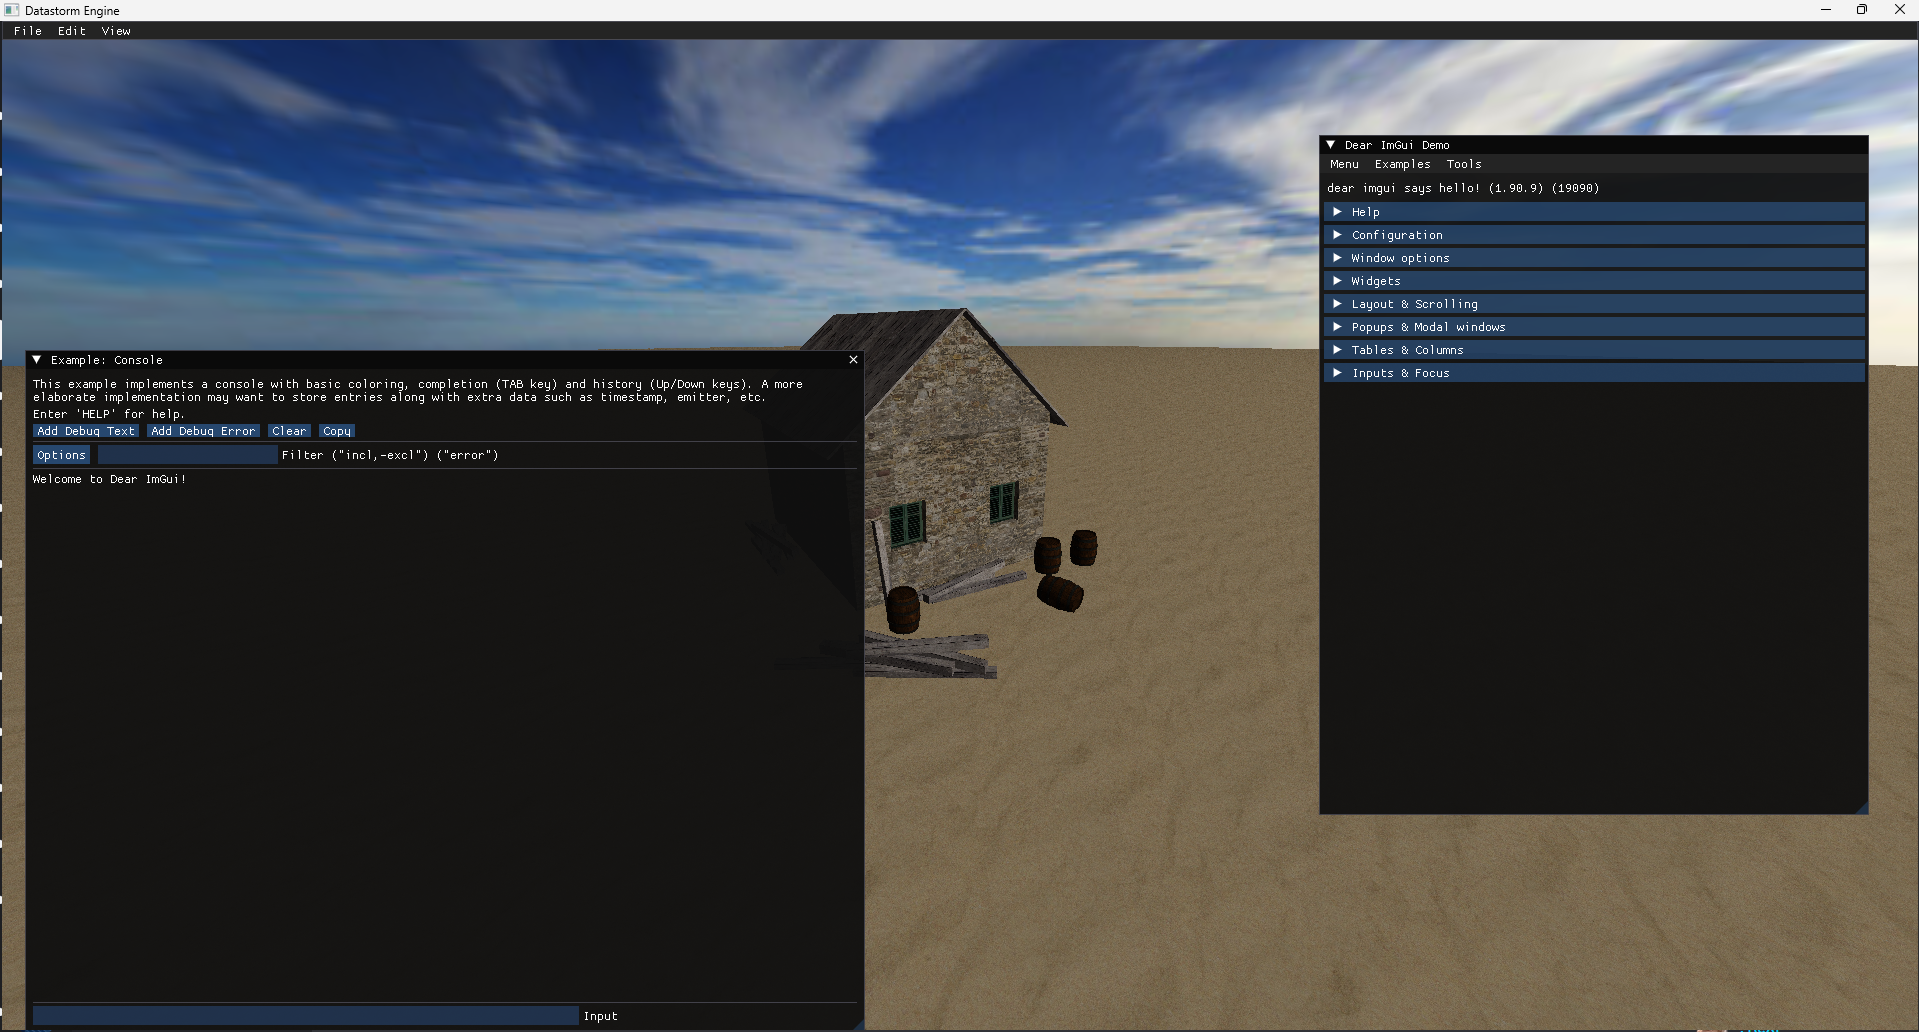 Datastorm Engine
File Edit View
Dear ImGui Demo
Menu Examples Tools
dear imgui says hello! (1.90.9) (19090)
Help
Configuration
Window options
Widgets
Layout & Scrolling
Popups & Modal windows
Tables & Columns
Inputs & Focus
Example: Console
This example implements a console with basic coloring, completion (TAB key) and history (Up/Down keys). A more
elaborate implementation may want to store entries along with extra data such as timestamp, emitter, etc.
Enter 'HELP' for help.
Add Debug Text Add Debug Error Clear Copy
Options Filter ("incl,-excl") ("error")
Welcome to Dear ImGui!
Input